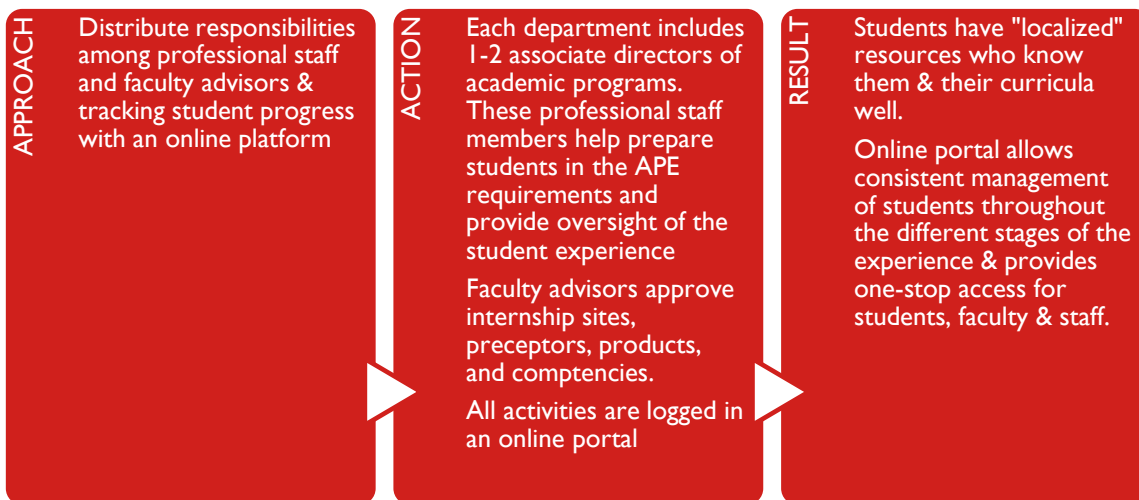 APPROACH
Distribute responsibilities
among professional staff
and faculty advisors &
tracking student progress
with an online platform
ACTION
Each department includes
1-2 associate directors of
academic programs.
These professional staff
members help prepare
students in the APE
requirements and
provide oversight of the
student experience
Faculty advisors approve
internship sites,
preceptors, products,
and comptencies.
All activities are logged in
an online portal
RESULT
Students have "localized"
resources who know
them & their curricula
well.
Online portal allows
consistent management
of students throughout
the different stages of the
experience & provides
one-stop access for
students, faculty & staff.